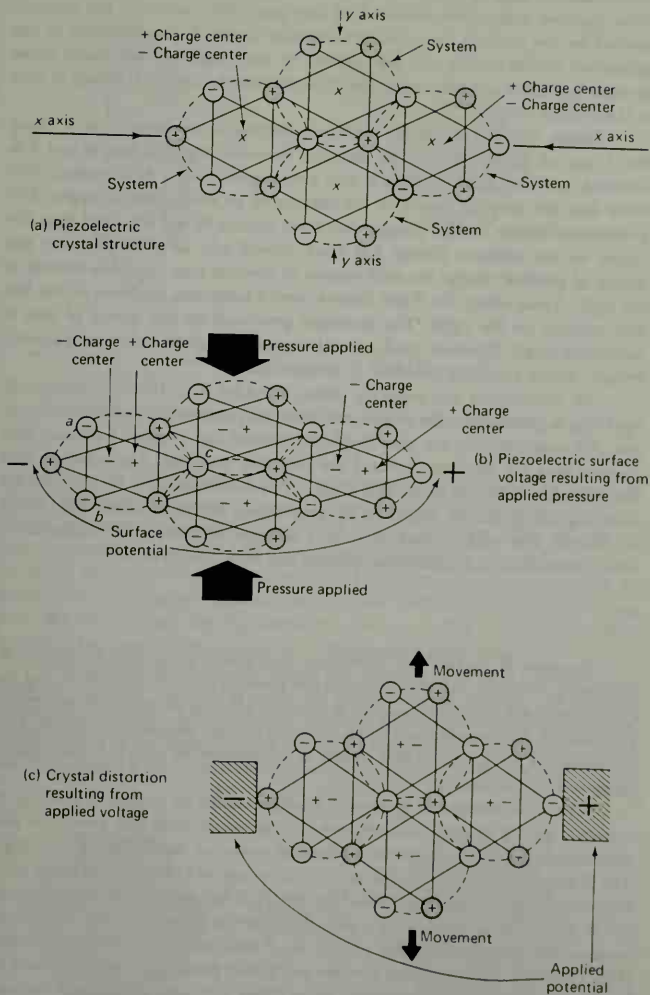 y axis
+ Charge center
− Charge center
System
+ Charge center
− Charge center
x axis
x axis
System
System
System
y axis
(a) Piezoelectric
crystal structure
− Charge
center
+ Charge
center
Pressure applied
− Charge
center
+ Charge
center
a
c
b
−
+
(b) Piezoelectric surface
voltage resulting from
applied pressure
Surface
potential
Pressure applied
Movement
(c) Crystal distortion
resulting from
applied voltage
−
+
Movement
Applied
potential